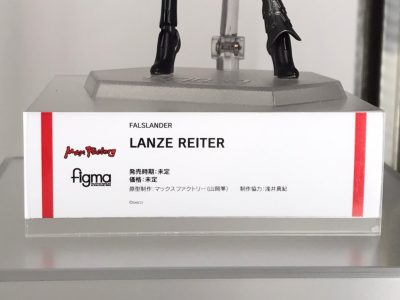 FALSLANDER
LANZE REITER
Max Factory
figma
発売時期：未定
価格：未定
原型制作：マックスファクトリー（山岡聖） 制作協力：浅井真紀